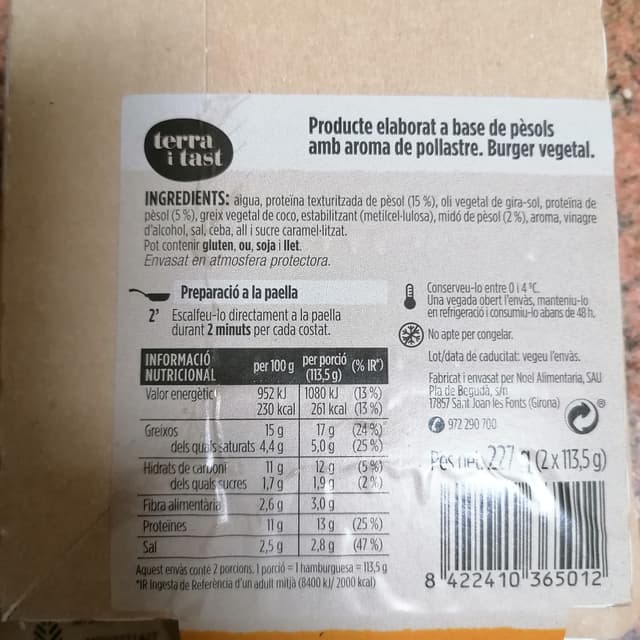 terra
i tast
Producte elaborat a base de pèsols
amb aroma de pollastre. Burger vegetal.
INGREDIENTS: aigua, proteïna texturitzada de pèsol (15 %), oli vegetal de gira-sol, proteïna de
pèsol (5 %), greix vegetal de coco, estabilitzant (metilcel·lulosa), midó de pèsol (2 %), aroma, vinagre
d'alcohol, sal, ceba, all i sucre caramel·litzat.
Pot contenir gluten, ou, soja i llet.
Envasat en atmosfera protectora.
Preparació a la paella
2' Escalfeu-lo directament a la paella
durant 2 minuts per cada costat.
Conserveu-lo entre 0 i 4 °C.
Una vegada obert l'envàs, manteniu-lo
en refrigeració i consumiu-lo abans de 48 h.
No apte per congelar.
Lot/data de caducitat: vegeu l'envàs.
Fabricat i envasat per Noel Alimentaria, SAU
Pla de Begudà, s/n
17857 Sant Joan les Fonts (Girona)
972 290 700
Pes net: 227 g (2 x 113,5 g)
INFORMACIÓ
NUTRICIONAL per 100 g per porció (113,5 g) (% IR*)
Valor energètic 952 kJ 1080 kJ (13 %)
230 kcal 261 kcal (13 %)
Greixos 15 g 17 g (24 %)
dels quals saturats 4,4 g 5,0 g (25 %)
Hidrats de carboni 11 g 12 g (5 %)
dels quals sucres 1,7 g 1,9 g (2 %)
Fibra alimentària 2,6 g 3,0 g
Proteïnes 11 g 13 g (25 %)
Sal 2,5 g 2,8 g (47 %)
Aquest envàs conté 2 porcions, 1 porció = 1 hamburguesa = 113,5 g
*IR Ingesta de Referència d'un adult mitjà (8400 kJ/ 2000 kcal)
8 422410 365012